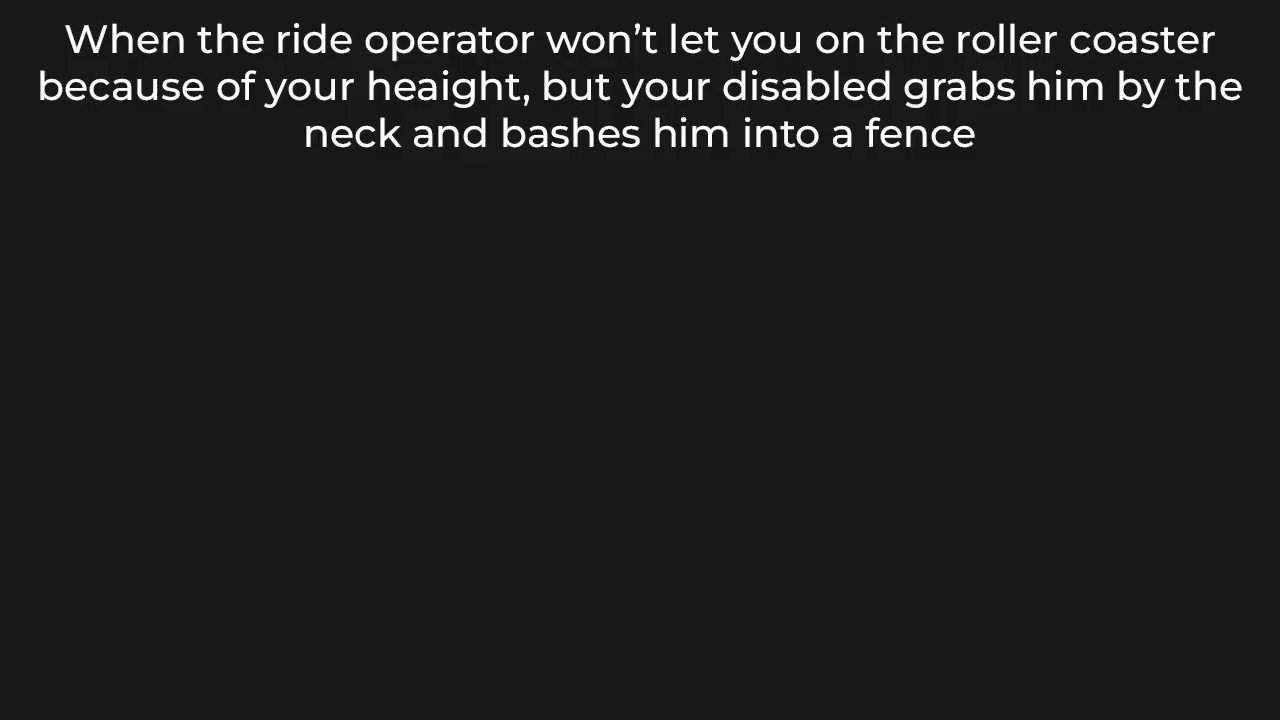 When the ride operator won’t let you on the roller coaster
because of your heaight, but your disabled grabs him by the
neck and bashes him into a fence